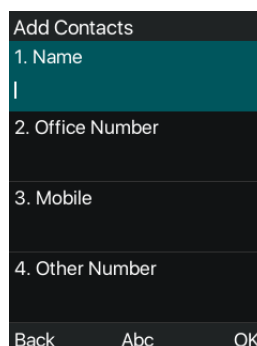 Add Contacts
1. Name
2. Office Number
3. Mobile
4. Other Number
Back Abc OK